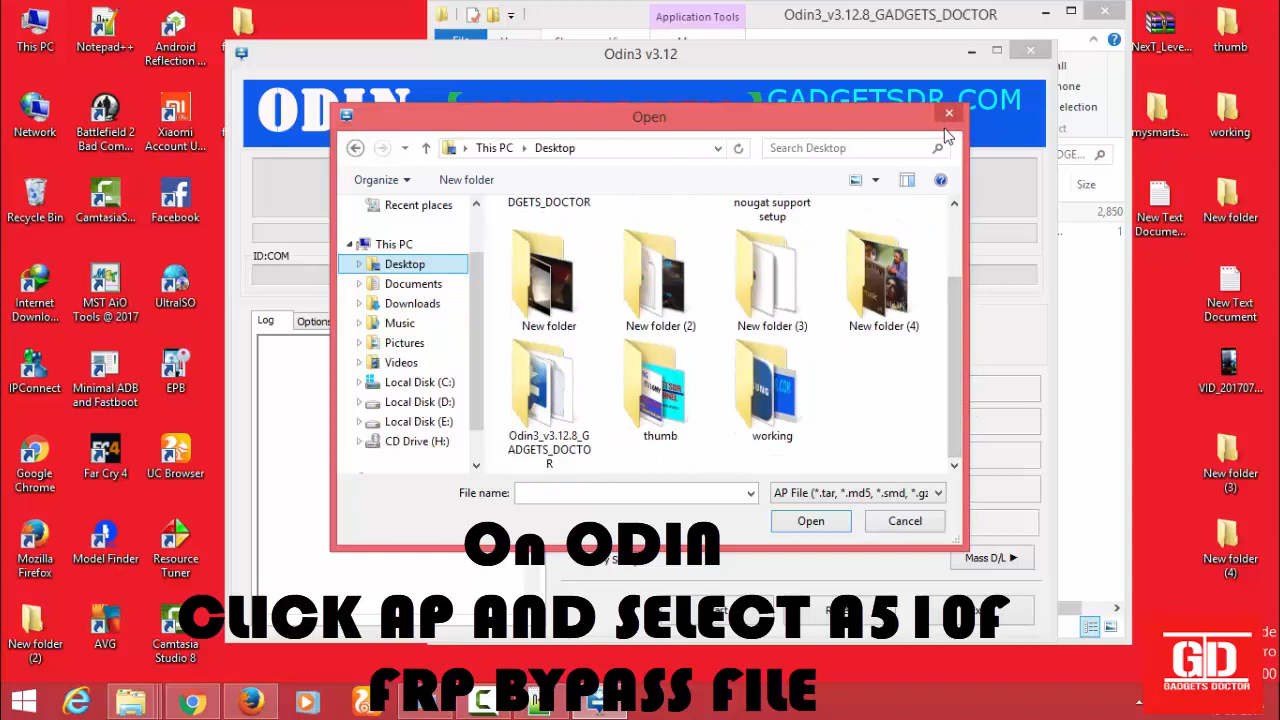 This PC
Notepad++
Android
Reflection ...
Network
Battlefield 2
Bad Com...
Xiaomi
Account U...
Recycle Bin
CamtasiaS...
Facebook
Internet
Downlo...
MST AiO
Tools @ 2017
UltraISO
IPConnect
Minimal ADB
and Fastboot
EPB
Google
Chrome
Far Cry 4
UC Browser
Mozilla
Firefox
Model Finder
Resource
Tuner
New folder
(2)
AVG
Camtasia
Studio 8
Application Tools
Odin3_v3.12.8_GADGETS_DOCTOR
Odin3 v3.12
ODIN
GADGETSDR.COM
ID:COM
Log
Options
Open
This PC
Desktop
Search Desktop
Organize
New folder
Recent places
This PC
Desktop
Documents
Downloads
Music
Pictures
Videos
Local Disk (C:)
Local Disk (D:)
Local Disk (E:)
CD Drive (H:)
DGETS_DOCTOR
nougat support
setup
New folder
New folder (2)
New folder (3)
New folder (4)
Odin3_v3.12.8_G
ADGETS_DOCTO
R
thumb
working
File name:
AP File (*.tar, *.md5, *.smd, *.gz
Open
Cancel
Mass D/L
Size
2,850
1
NexT_Leve...
thumb
mysmarts...
working
New Text
Docume...
New folder
New Text
Document
VID_201707...
New folder
(3)
New folder
(4)
On ODIN
CLICK AP AND SELECT A510F
FRP BYPASS FILE
GD
GADGETS DOCTOR